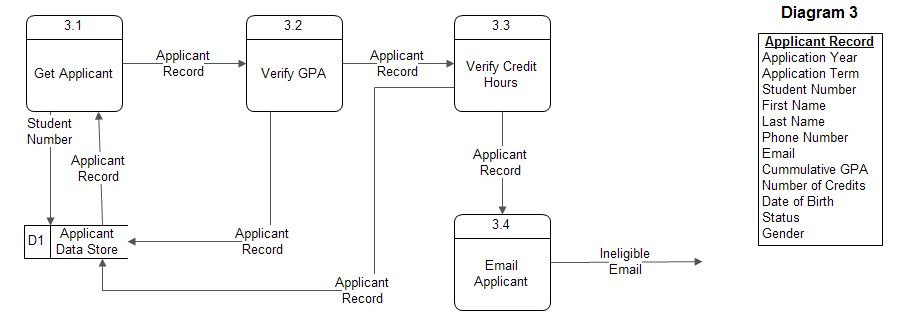 Diagram 3
3.1
3.2
3.3
Get Applicant
Applicant
Record
Verify GPA
Applicant
Record
Verify Credit
Hours
Applicant Record
Application Year
Application Term
Student Number
First Name
Last Name
Phone Number
Email
Cummulative GPA
Number of Credits
Date of Birth
Status
Gender
Student
Number
Applicant
Record
Applicant
Record
D1
Applicant
Data Store
Applicant
Record
Applicant
Record
3.4
Email
Applicant
Ineligible
Email